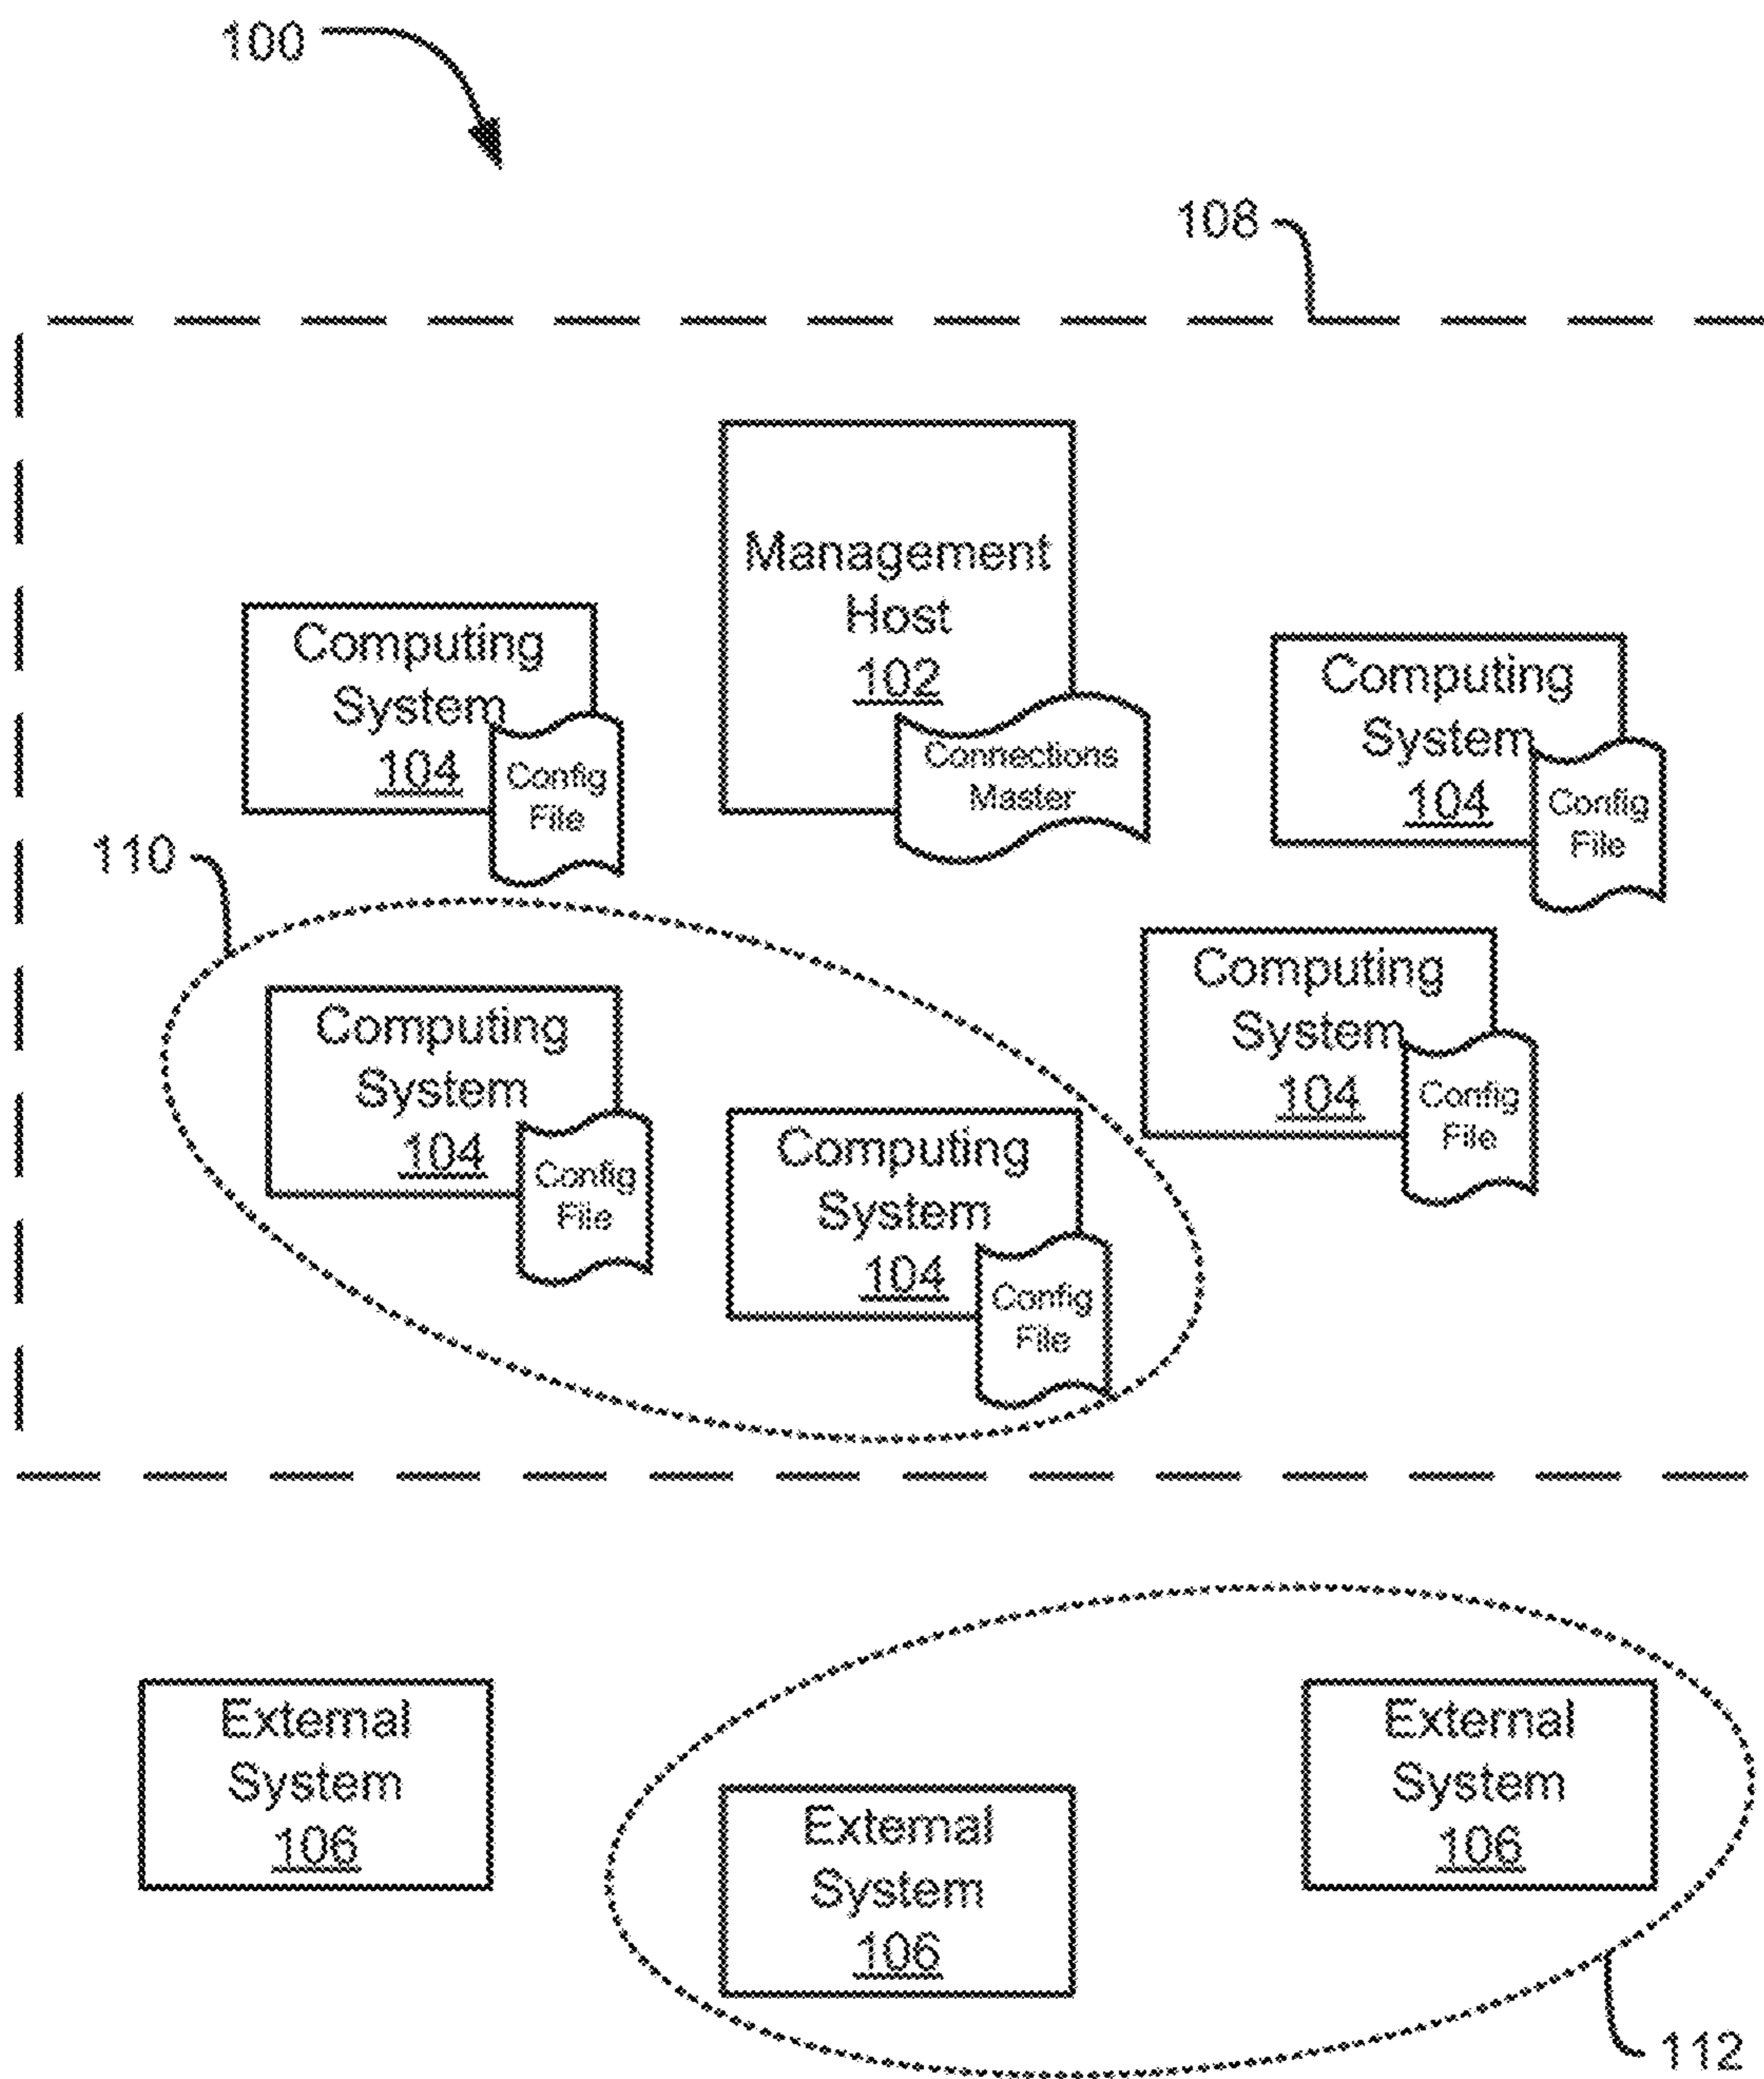 100
108
Management
Host
102
Connections
Master
Computing
System
104
Config
File
Computing
System
104
Config
File
110
Computing
System
104
Config
File
Computing
System
104
Config
File
Computing
System
104
Config
File
External
System
106
External
System
106
External
System
106
112